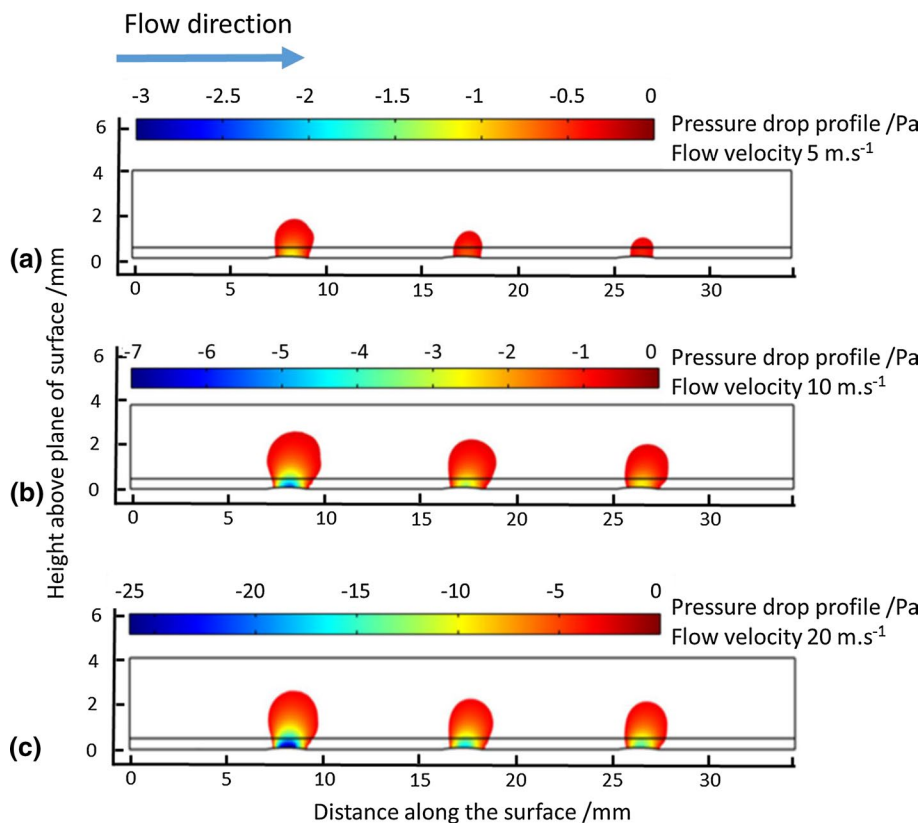 Flow direction
-3 -2.5 -2 -1.5 -1 -0.5 0
Pressure drop profile /Pa
Flow velocity 5 m.s⁻¹
6
4
2
0
(a)
0 5 10 15 20 25 30
-7 -6 -5 -4 -3 -2 -1 0
Pressure drop profile /Pa
Flow velocity 10 m.s⁻¹
6
4
2
0
(b)
0 5 10 15 20 25 30
-25 -20 -15 -10 -5 0
Pressure drop profile /Pa
Flow velocity 20 m.s⁻¹
6
4
2
0
(c)
0 5 10 15 20 25 30
Height above plane of surface /mm
Distance along the surface /mm